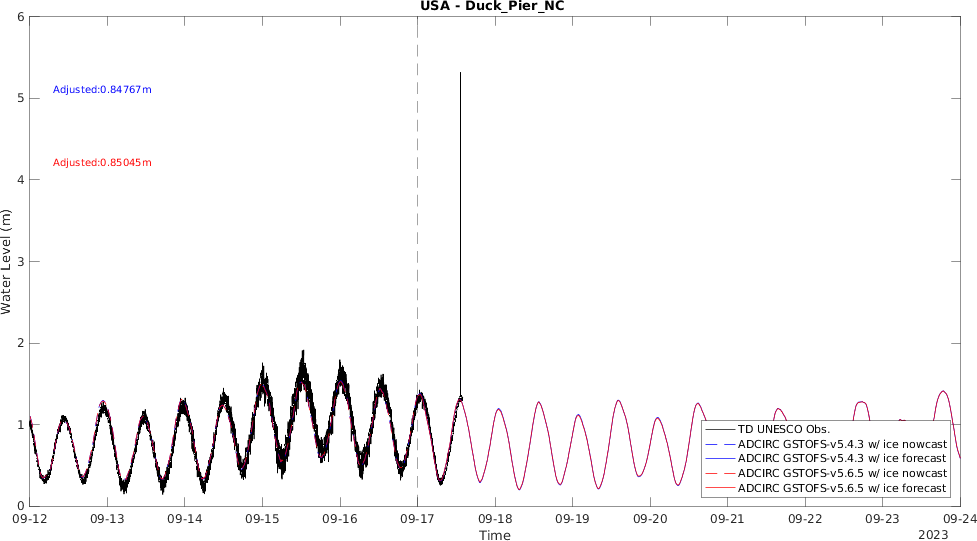 USA - Duck_Pier_NC
6
5
4
3
2
1
0
Water Level (m)
Adjusted:0.84767m
Adjusted:0.85045m
TD UNESCO Obs.
ADCIRC GSTOFS-v5.4.3 w/ ice nowcast
ADCIRC GSTOFS-v5.4.3 w/ ice forecast
ADCIRC GSTOFS-v5.6.5 w/ ice nowcast
ADCIRC GSTOFS-v5.6.5 w/ ice forecast
09-12 09-13 09-14 09-15 09-16 09-17 09-18 09-19 09-20 09-21 09-22 09-23 09-24
Time
2023